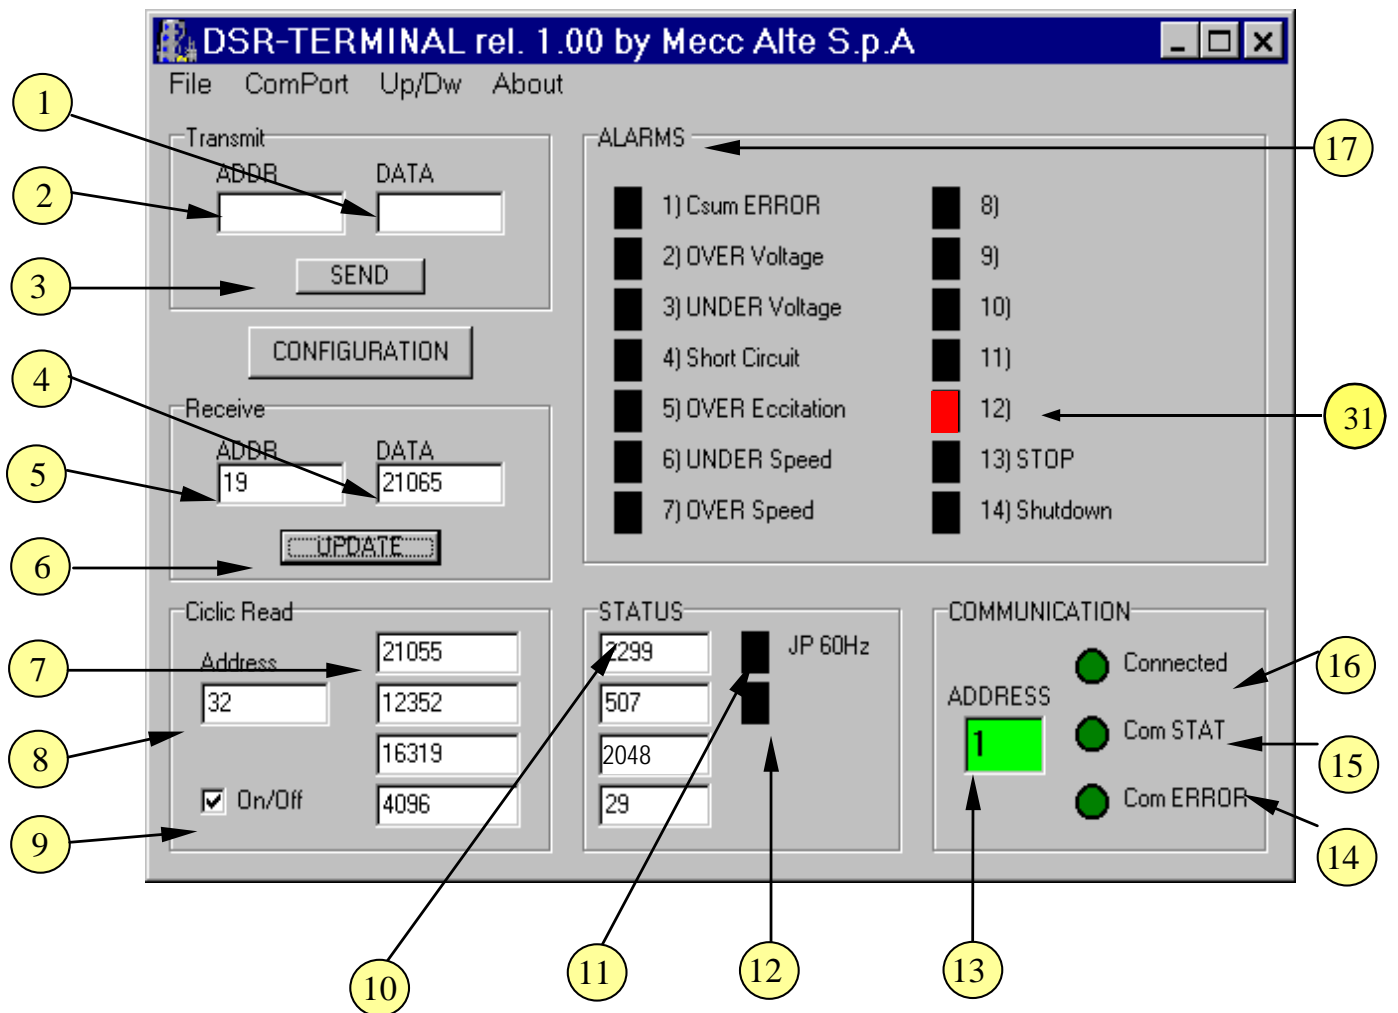 DSR-TERMINAL rel. 1.00 by Mecc Alte S.p.A
File ComPort Up/Dw About
1
2
3
4
5
6
7
8
9
Transmit
ADDR DATA
SEND
CONFIGURATION
Receive
ADDR DATA
19 21065
UPDATE
Ciclic Read
Address
32
On/Off
21055
12352
16319
4096
ALARMS
1) Csum ERROR
2) OVER Voltage
3) UNDER Voltage
4) Short Circuit
5) OVER Eccitation
6) UNDER Speed
7) OVER Speed
8)
9)
10)
11)
12)
13) STOP
14) Shutdown
STATUS
2299
507
2048
29
JP 60Hz
COMMUNICATION
ADDRESS
1
Connected
Com STAT
Com ERROR
17
31
16
15
14
10
11
12
13